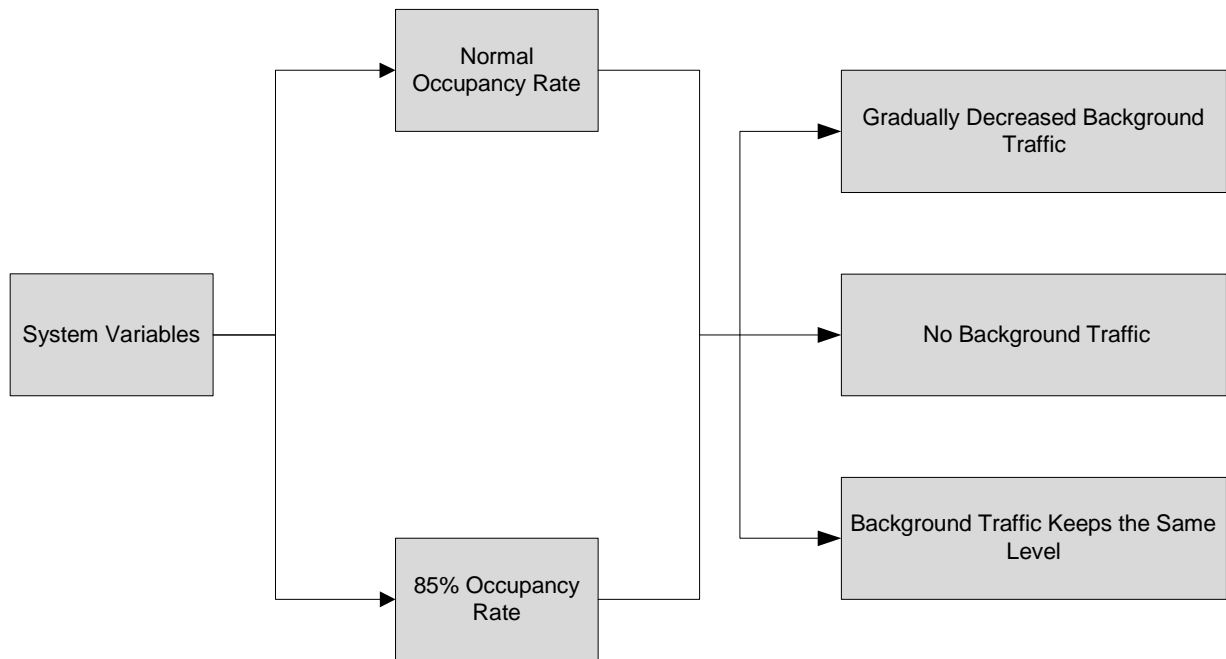 Normal
Occupancy Rate
Gradually Decreased Background
Traffic
System Variables
No Background Traffic
Background Traffic Keeps the Same
Level
85% Occupancy
Rate